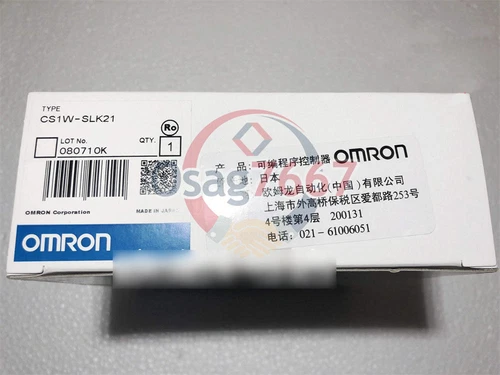 TYPE
CS1W-SLK21
LOT No.
QTY.
080710K
1
Ro
OMRON Corporation
MADE IN JAPAN
OMRON
产 品: 可编程序控制器 OMRON
地: 日本
欧姆龙自动化(中国)有限公司
上海市外高桥保税区爱都路253号
4号楼第4层 200131
电话: 021-61006051
osag7667